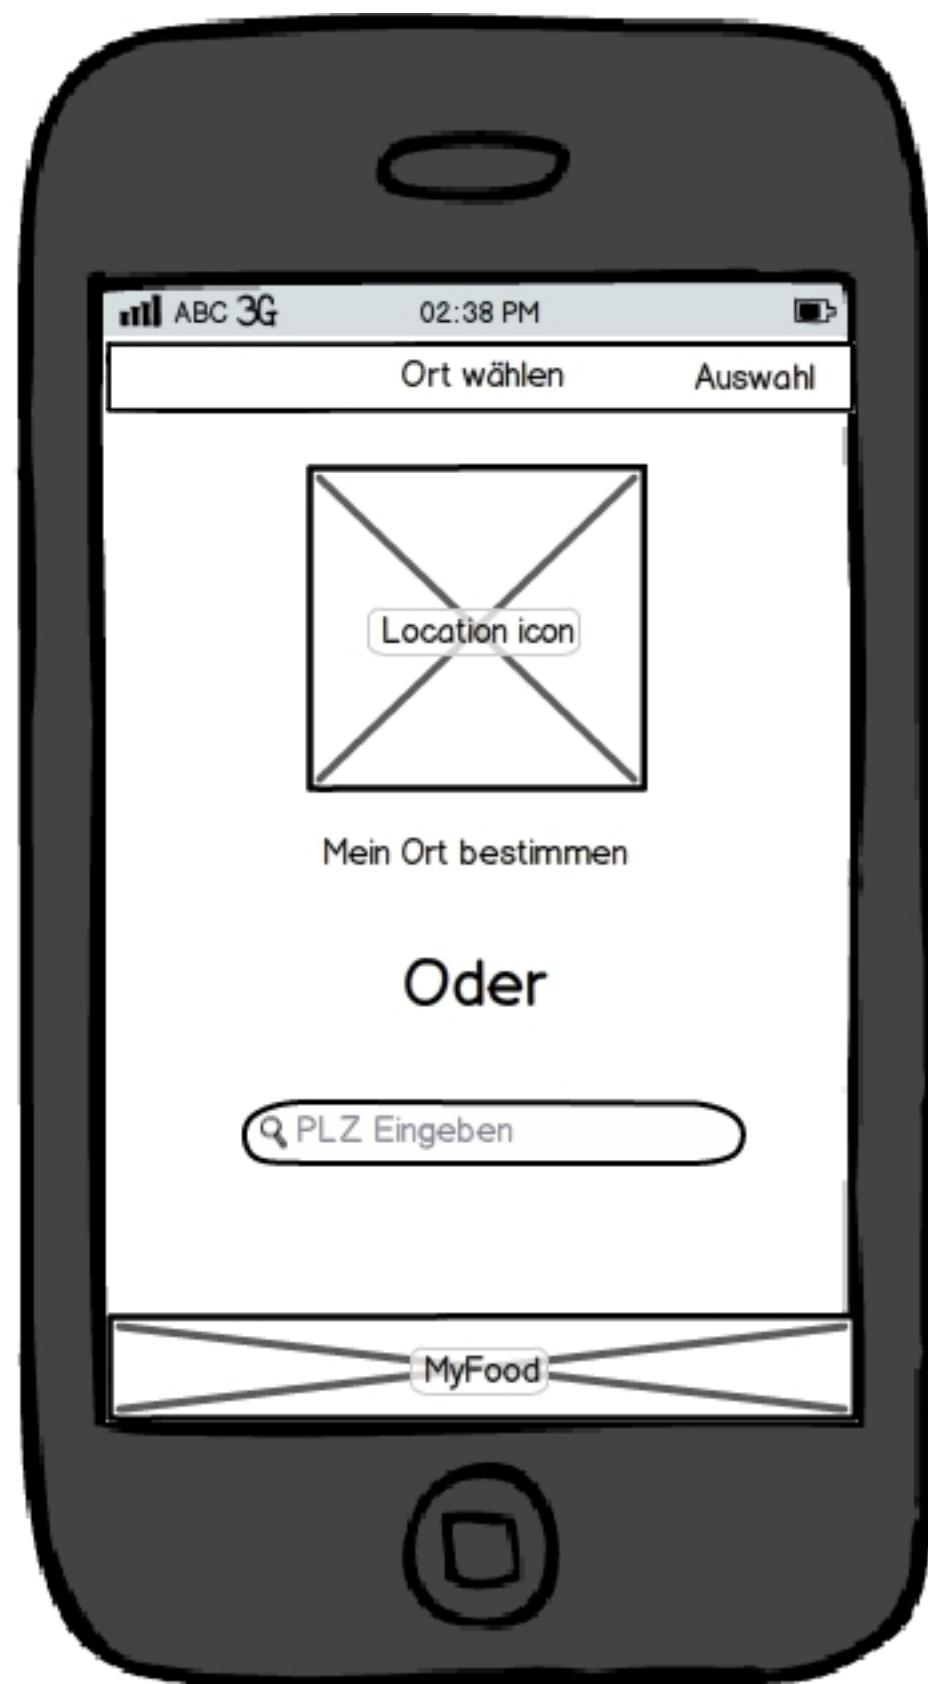 ABC 3G 02:38 PM
Ort wählen Auswahl
Location icon
Mein Ort bestimmen
Oder
PLZ Eingeben
MyFood